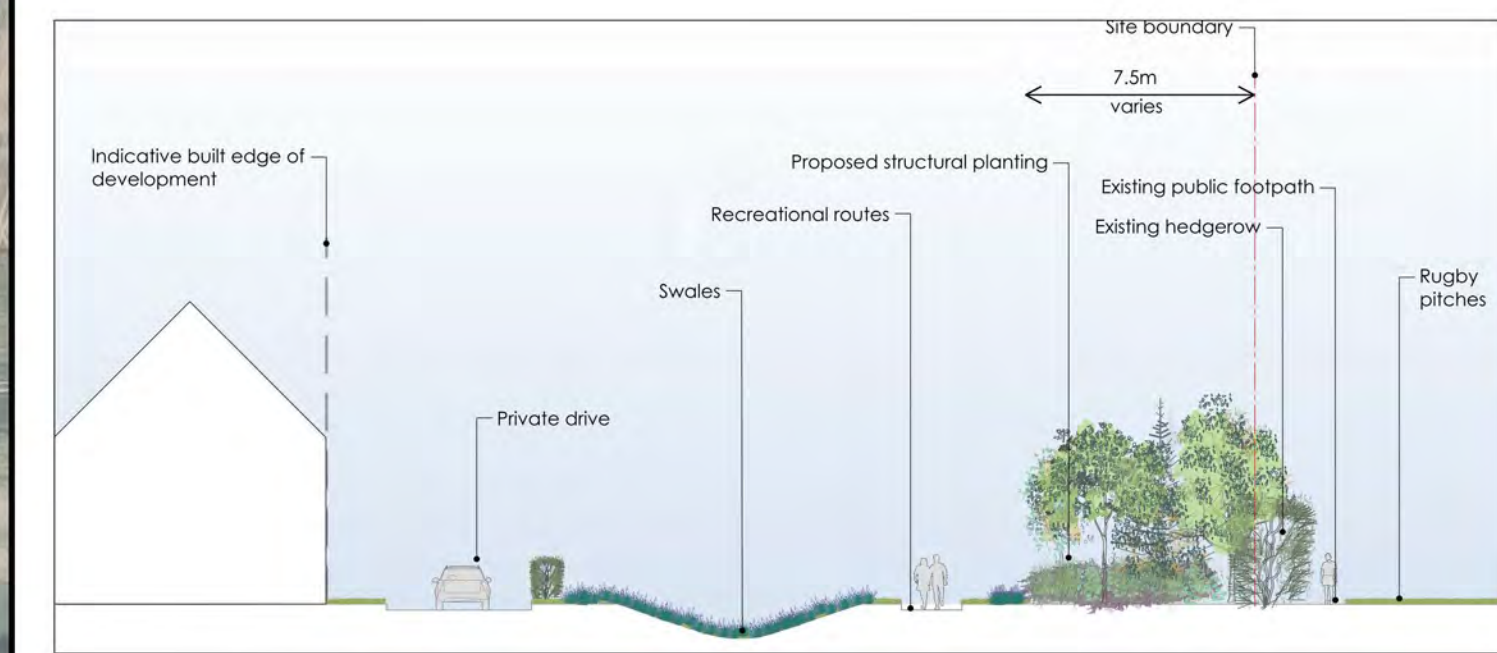 Site boundary
7.5m
varies
Indicative built edge of
development
Proposed structural planting
Existing public footpath
Recreational routes
Existing hedgerow
Rugby
pitches
Swales
Private drive